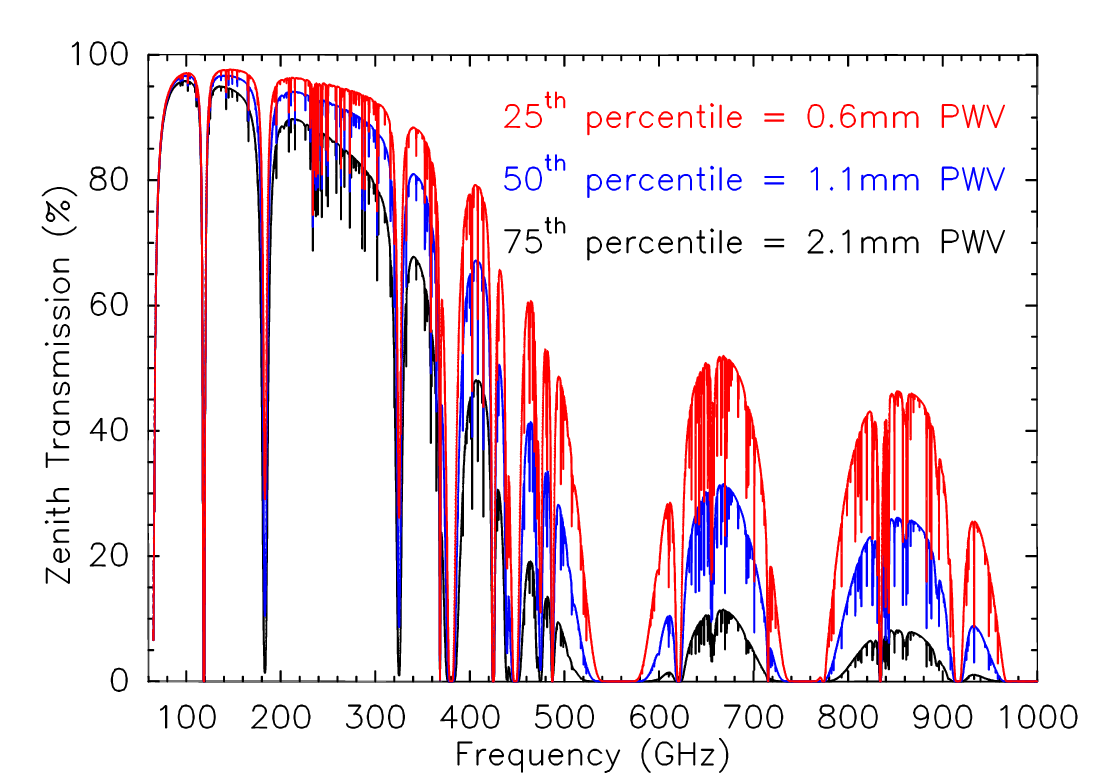 100
80
60
40
20
0
Zenith Transmission (%)
25th percentile = 0.6mm PWV
50th percentile = 1.1mm PWV
75th percentile = 2.1mm PWV
100 200 300 400 500 600 700 800 900 1000
Frequency (GHz)